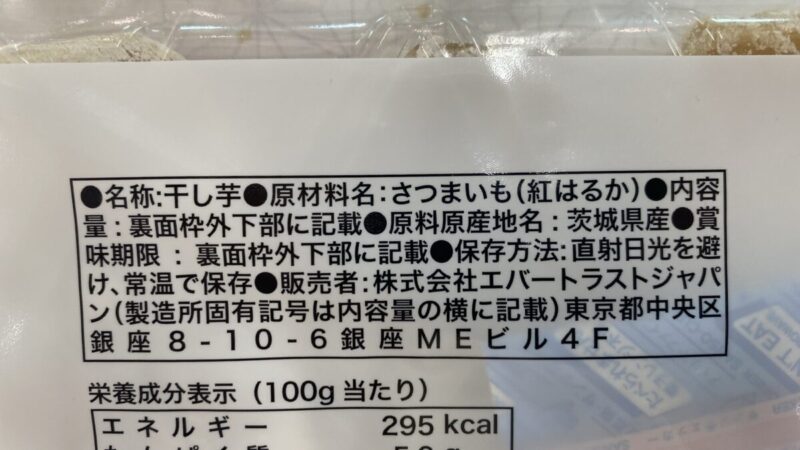 ●名称:干し芋●原材料名:さつまいも(紅はるか)●内容
量:裏面枠外下部に記載●原料原産地名:茨城県産●賞
味期限:裏面枠外下部に記載●保存方法:直射日光を避
け、常温で保存●販売者:株式会社エバートラストジャパ
ン(製造所固有記号は内容量の横に記載)東京都中央区
銀座8-10-6銀座MEビル4F
栄養成分表示(100g当たり)
エネルギー 295 kcal